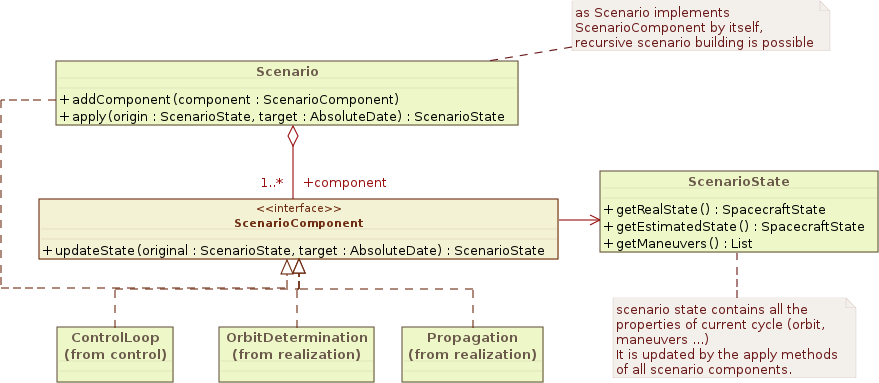 as Scenario implements
ScenarioComponent by itself,
recursive scenario building is possible
Scenario
+ addComponent(component : ScenarioComponent)
+ apply(origin : ScenarioState, target : AbsoluteDate) : ScenarioState
1..* +component
<<interface>>
ScenarioComponent
+ updateState(original : ScenarioState, target : AbsoluteDate) : ScenarioState
ScenarioState
+ getRealState() : SpacecraftState
+ getEstimatedState() : SpacecraftState
+ getManeuvers() : List
scenario state contains all the
properties of current cycle (orbit,
maneuvers ...)
It is updated by the apply methods
of all scenario components.
ControlLoop
(from control)
OrbitDetermination
(from realization)
Propagation
(from realization)